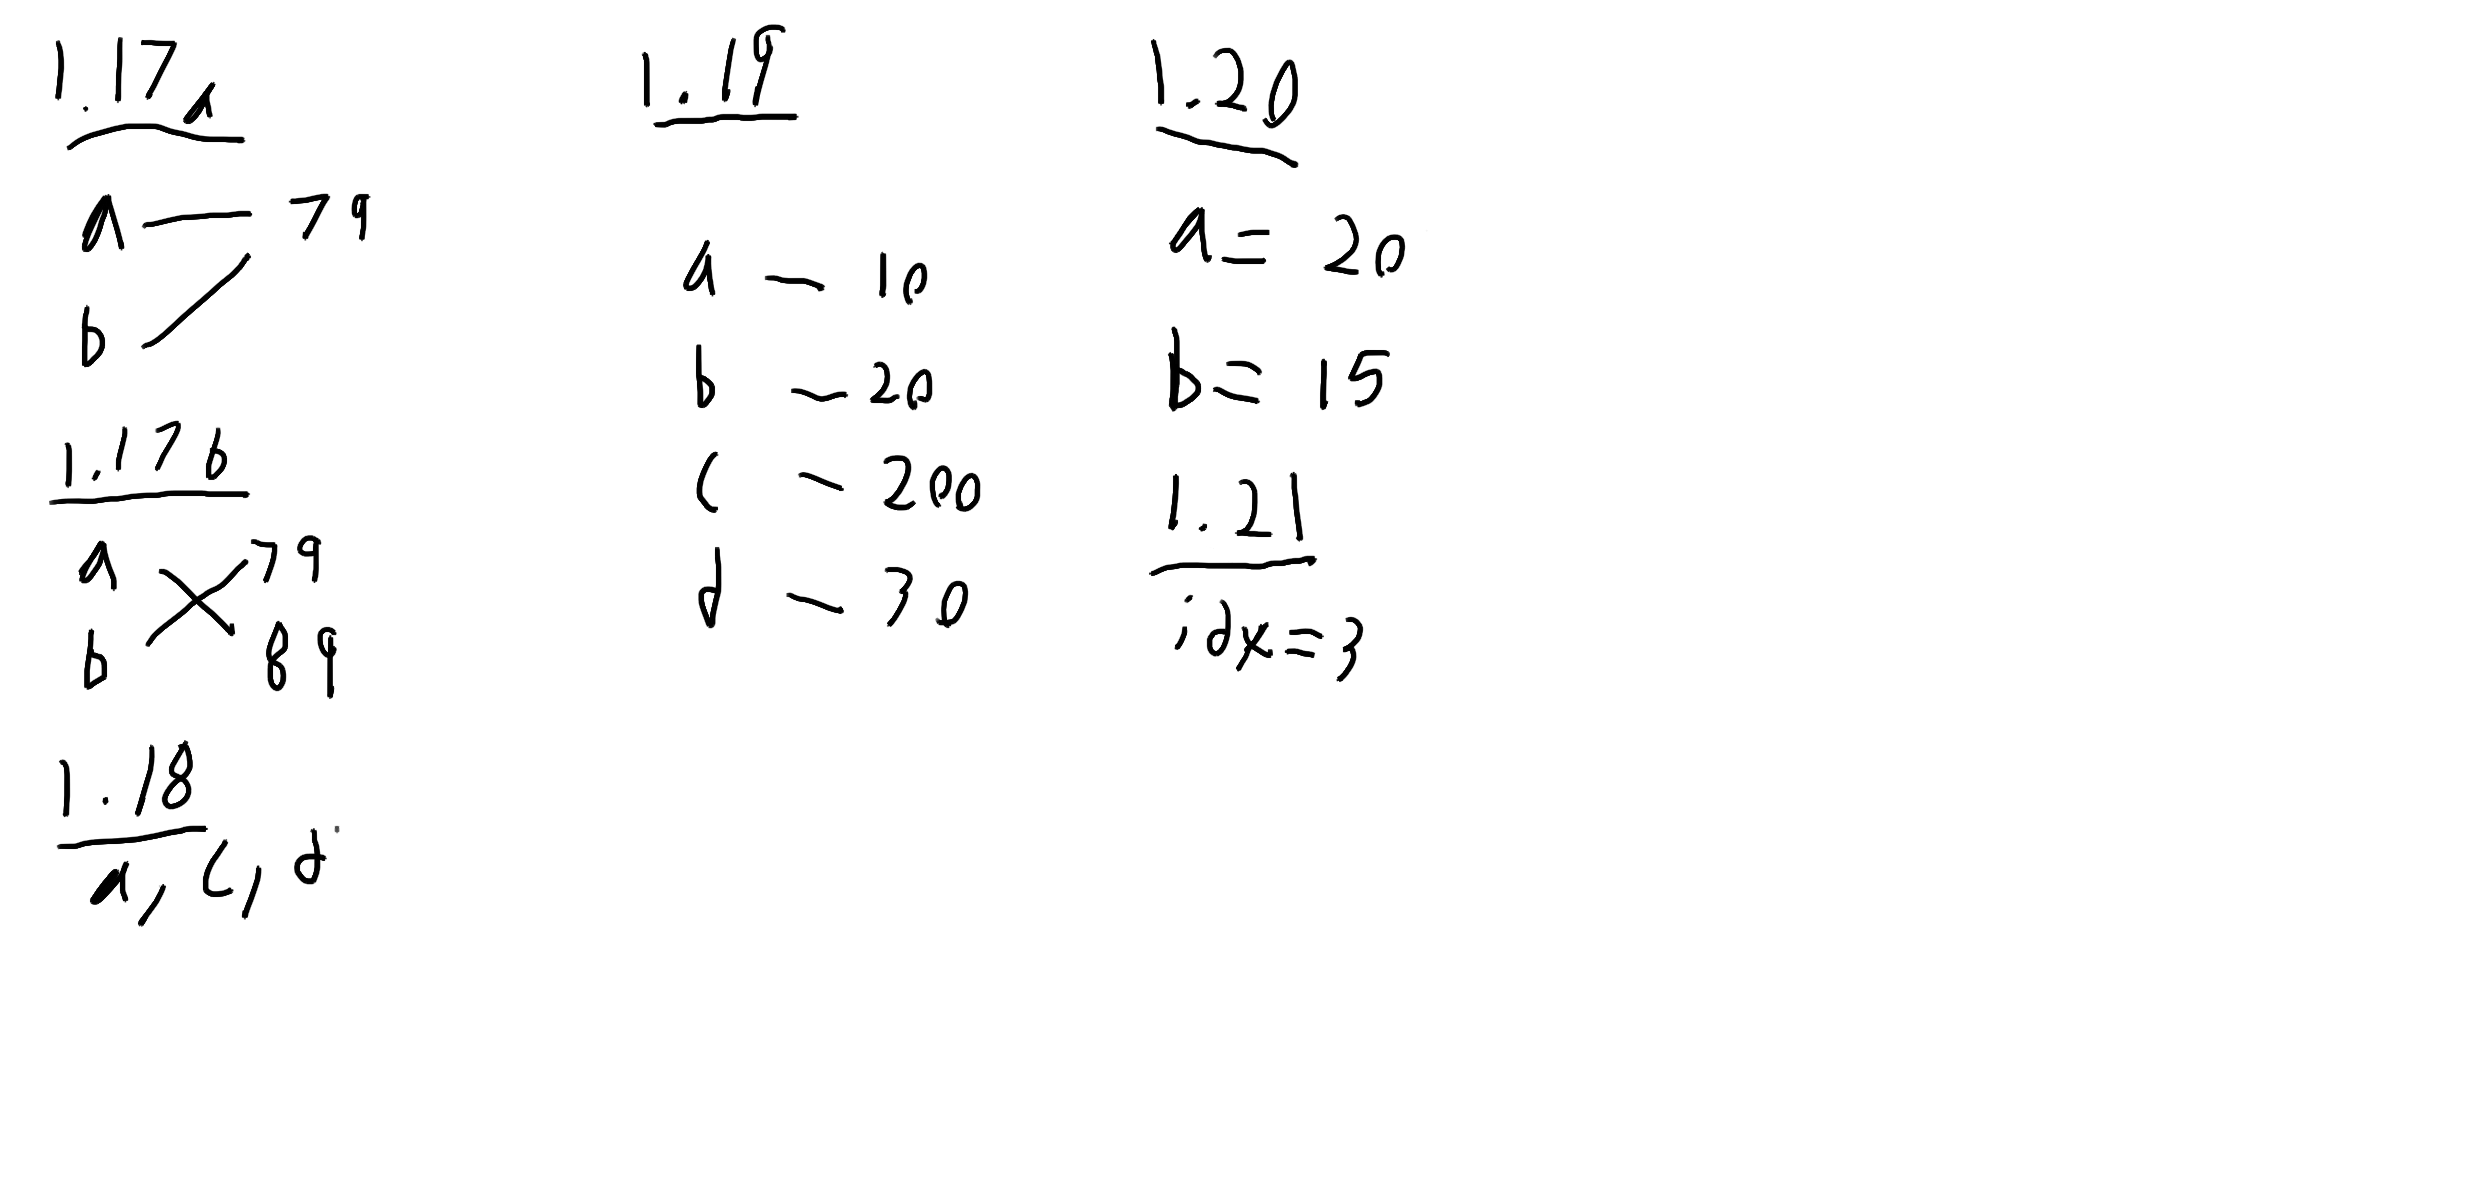 1.17a
a — 79
b
1.17b
a 79
b 89
1.18
a, c, d
1.19
a — 10
b — 20
c — 200
d — 30
1.20
a = 20
b = 15
1.21
idx = 3